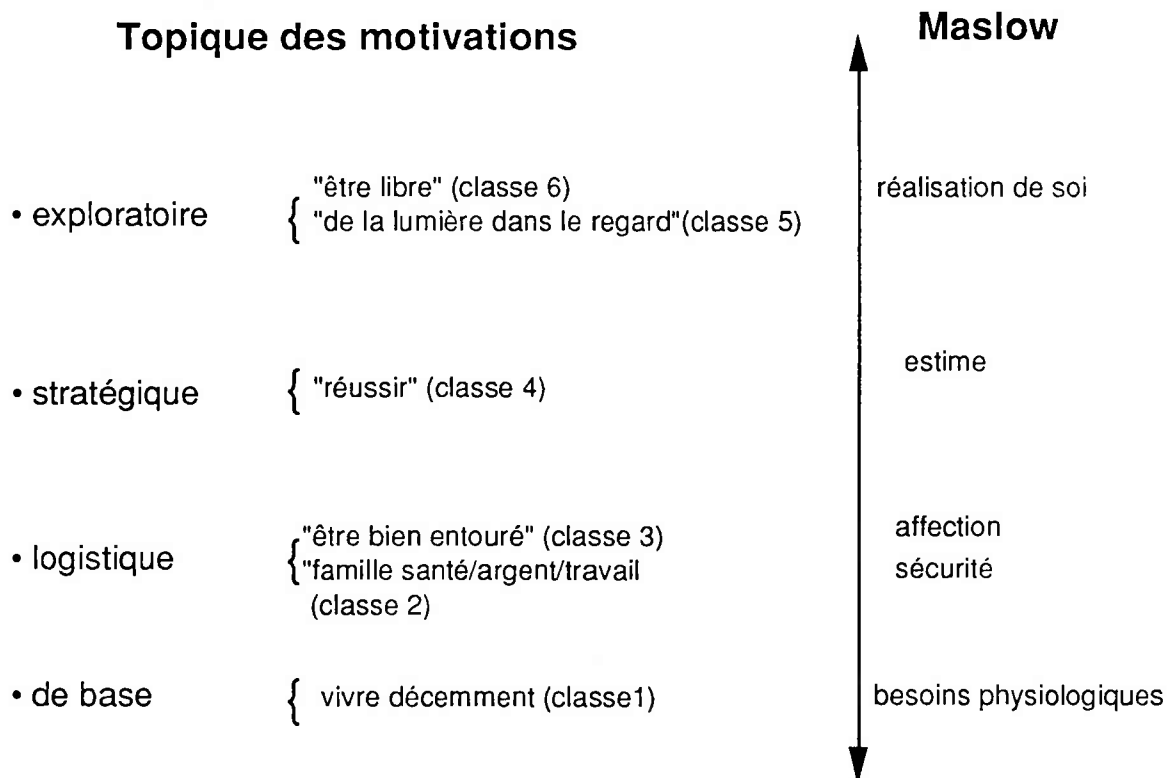 Topique des motivations
Maslow
• exploratoire
{ "être libre" (classe 6)
"de la lumière dans le regard"(classe 5)
réalisation de soi
• stratégique
{ "réussir" (classe 4)
estime
• logistique
{ "être bien entouré" (classe 3)
"famille santé/argent/travail
(classe 2)
affection
sécurité
• de base
{ vivre décemment (classe1)
besoins physiologiques